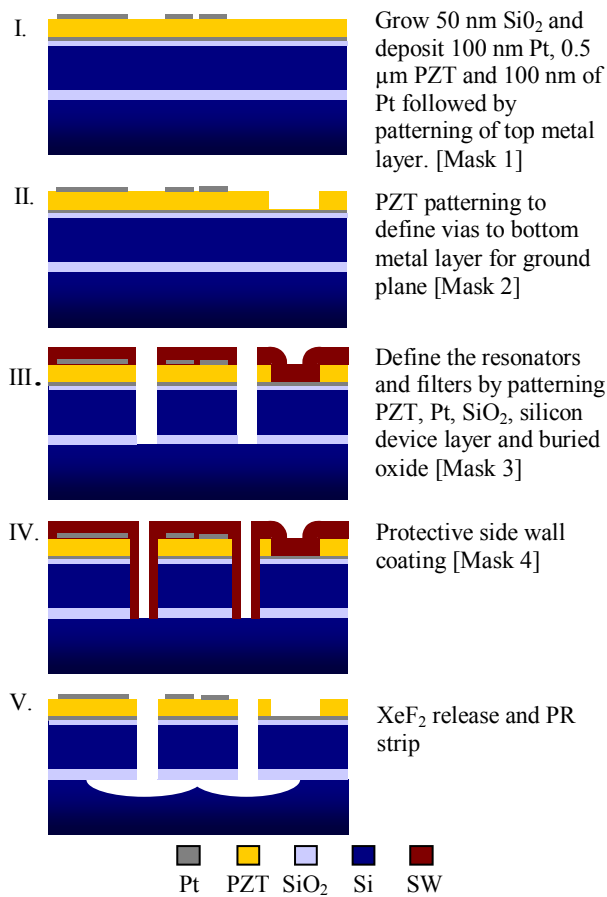 I.
Grow 50 nm Si0₂ and
deposit 100 nm Pt, 0.5
µm PZT and 100 nm of
Pt followed by
patterning of top metal
layer. [Mask 1]
II.
PZT patterning to
define vias to bottom
metal layer for ground
plane [Mask 2]
III.
Define the resonators
and filters by patterning
PZT, Pt, SiO₂, silicon
device layer and buried
oxide [Mask 3]
IV.
Protective side wall
coating [Mask 4]
V.
XeF₂ release and PR
strip
Pt PZT SiO₂ Si SW